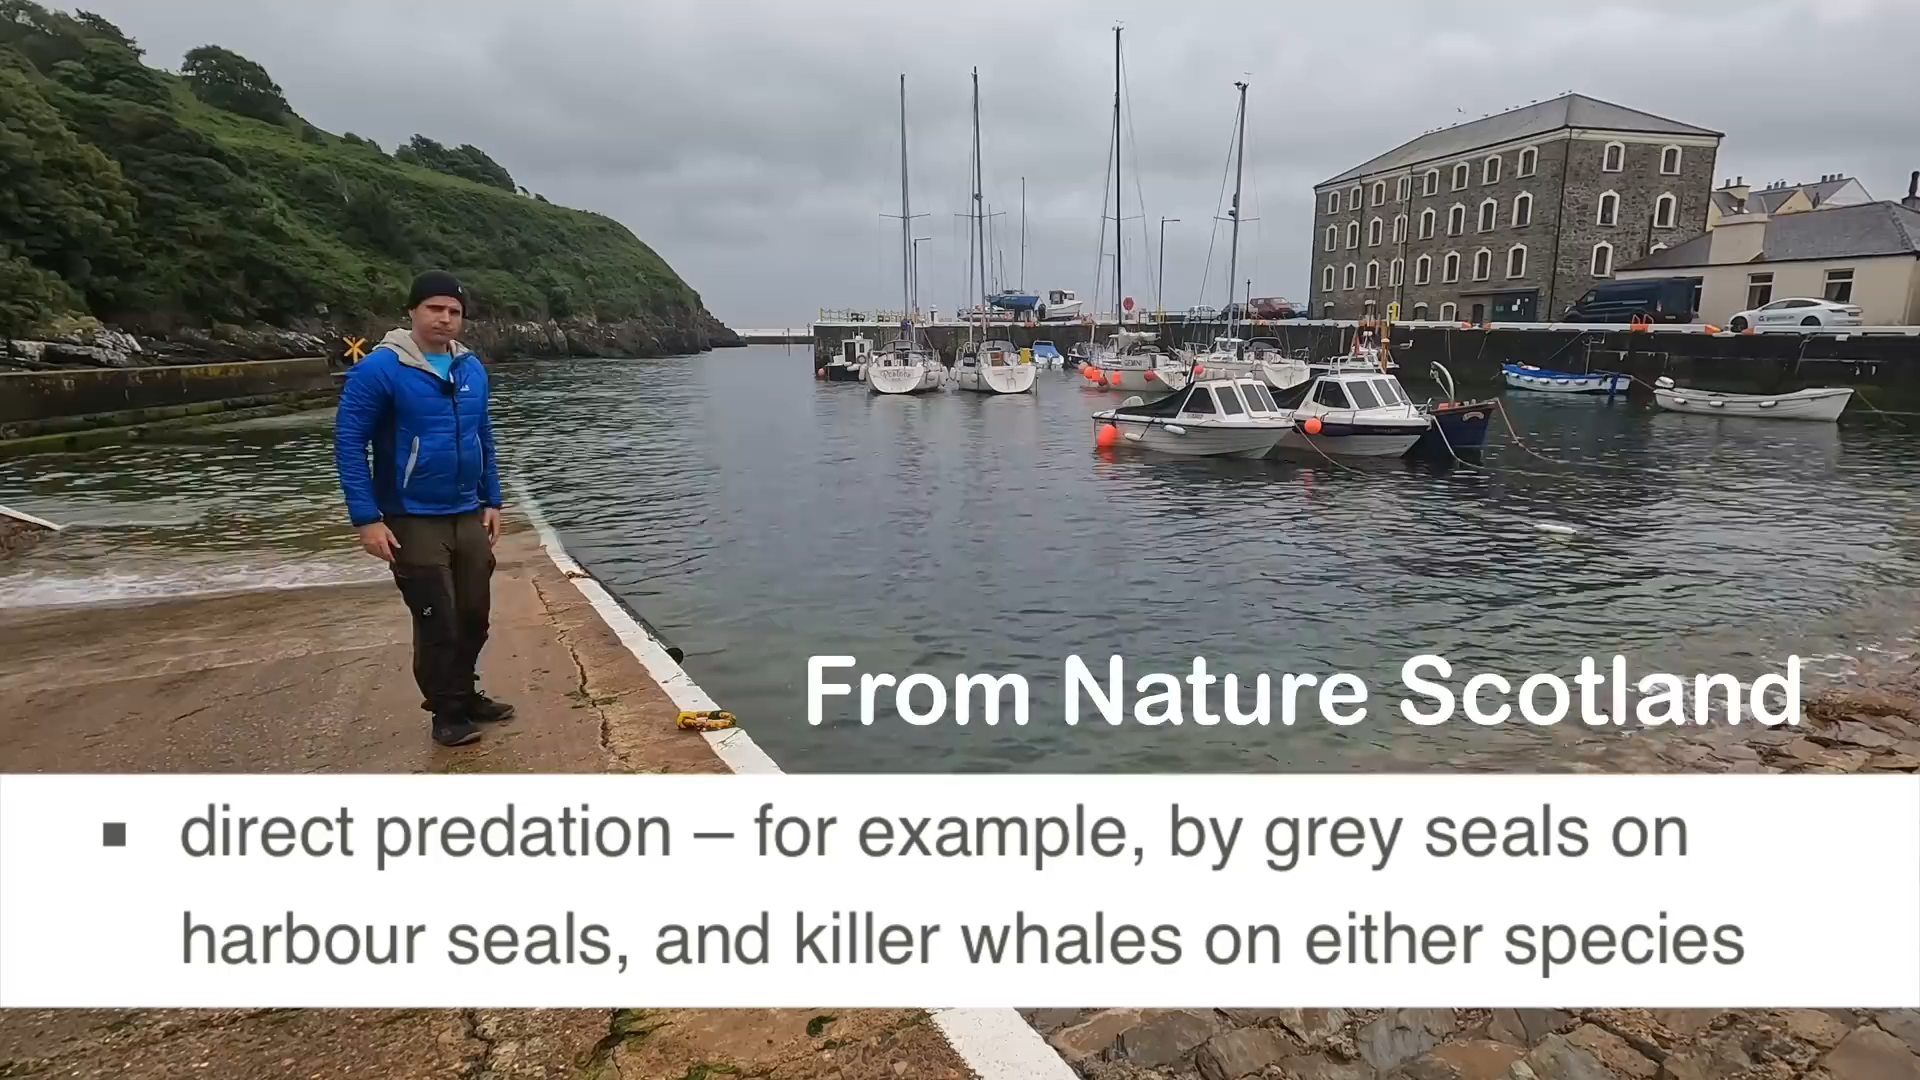 From Nature Scotland
▪ direct predation – for example, by grey seals on
harbour seals, and killer whales on either species